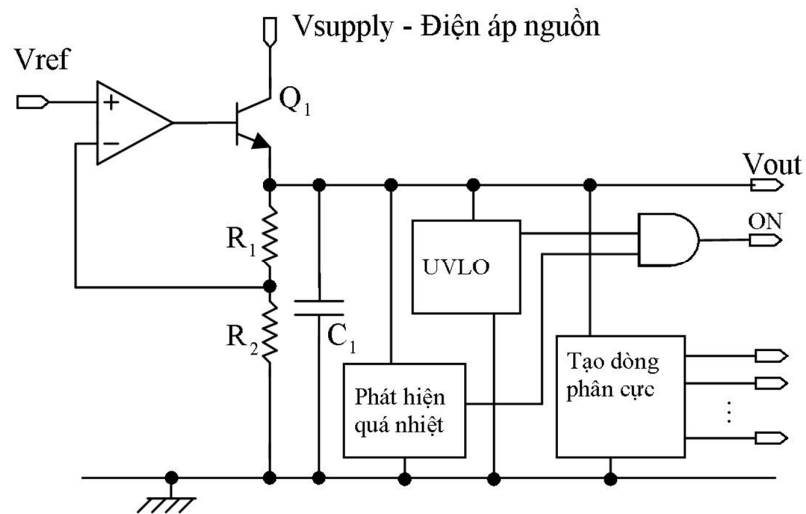 Vsupply - Điện áp nguồn
Vref
+
Q1
−
Vout
ON
R1
UVLO
R2
C1
Tạo dòng
phân cực
Phát hiện
quá nhiệt